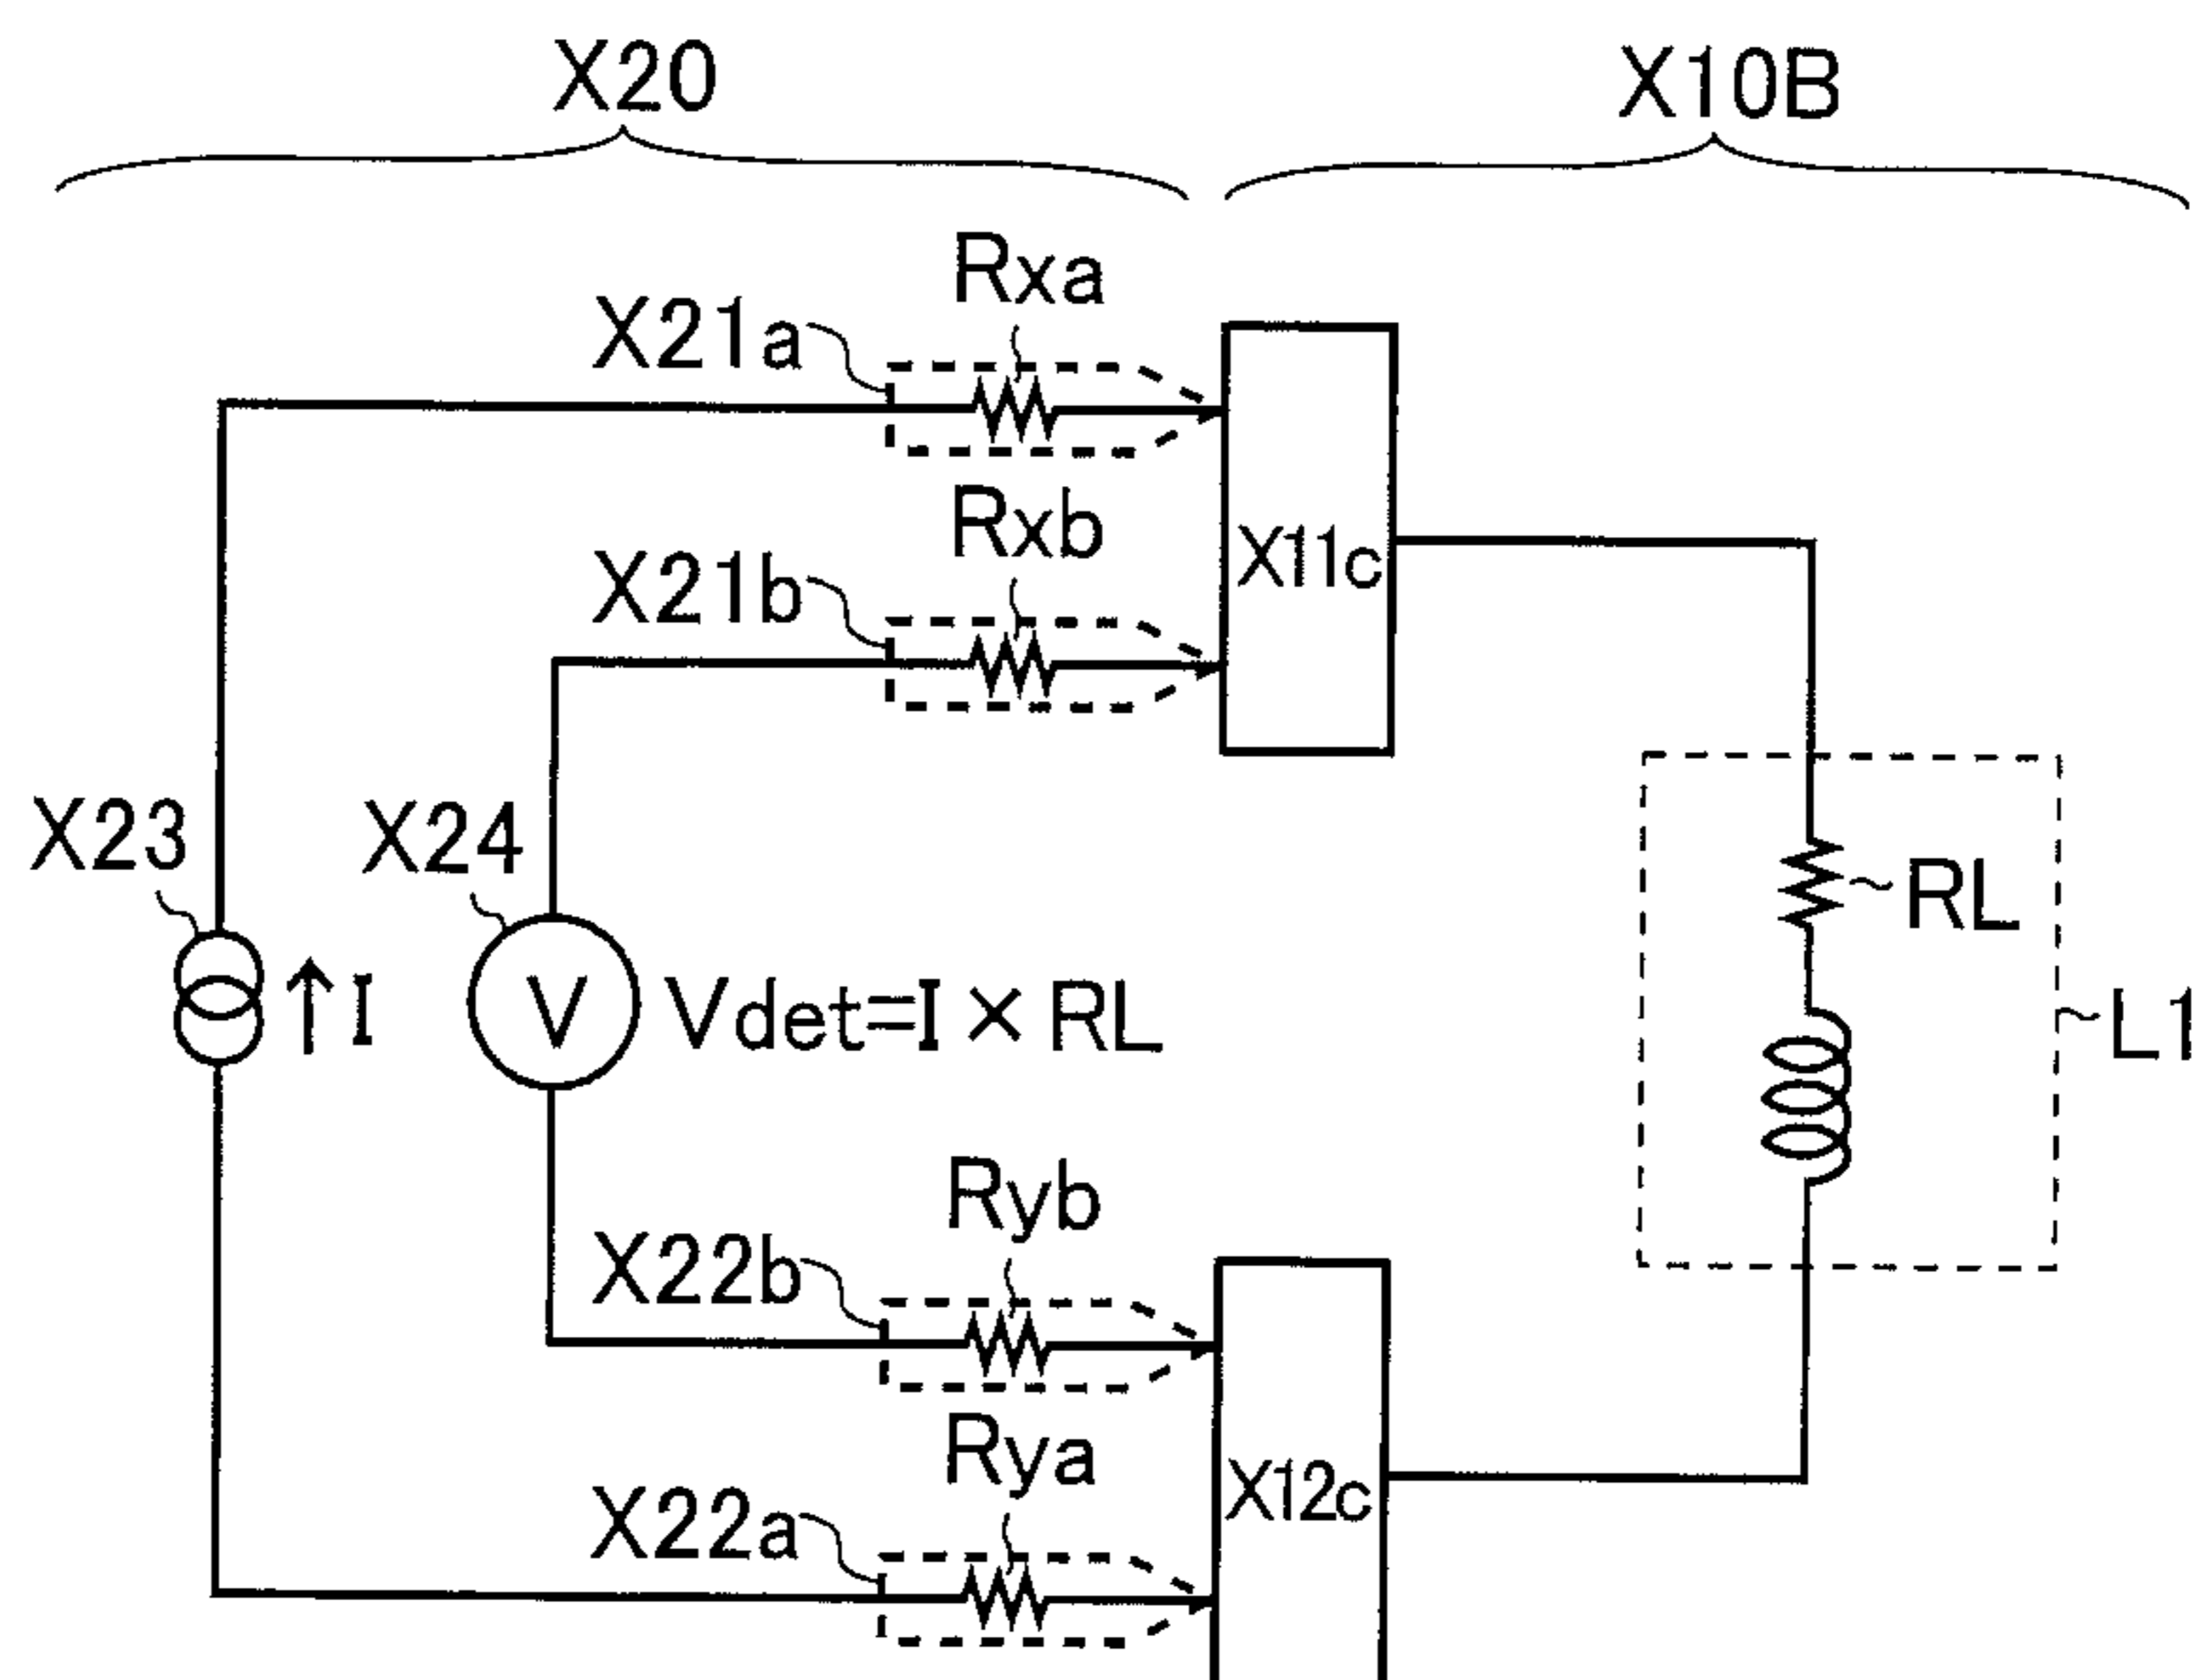 X20
X10B
Rxa
X21a
Rxb
X21b
X11c
X23
X24
RL
I
V
Vdet=I×RL
L1
Ryb
X22b
Rya
X12c
X22a